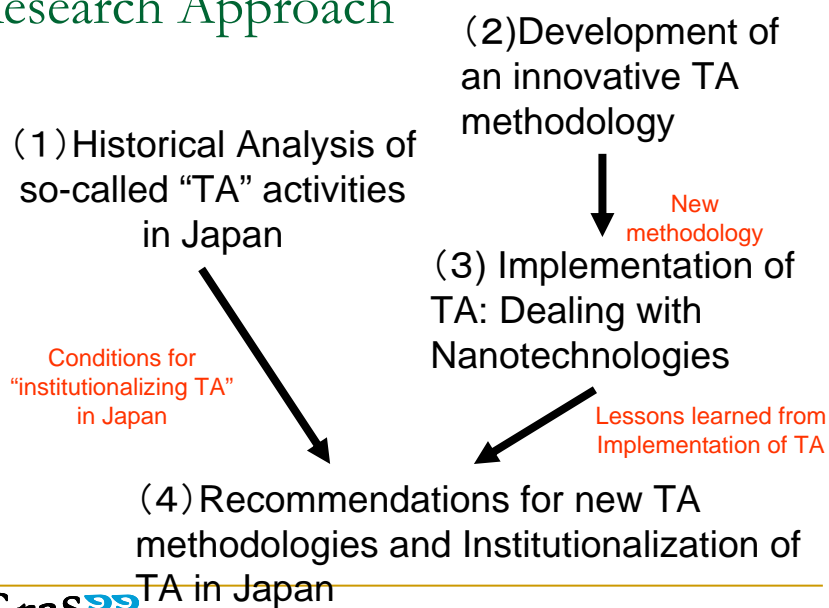 Research Approach
(1)Historical Analysis of
so-called “TA” activities
in Japan
(2)Development of
an innovative TA
methodology
New
methodology
(3) Implementation of
TA: Dealing with
Nanotechnologies
Conditions for
“institutionalizing TA”
in Japan
Lessons learned from
Implementation of TA
(4)Recommendations for new TA
methodologies and Institutionalization of
TA in Japan